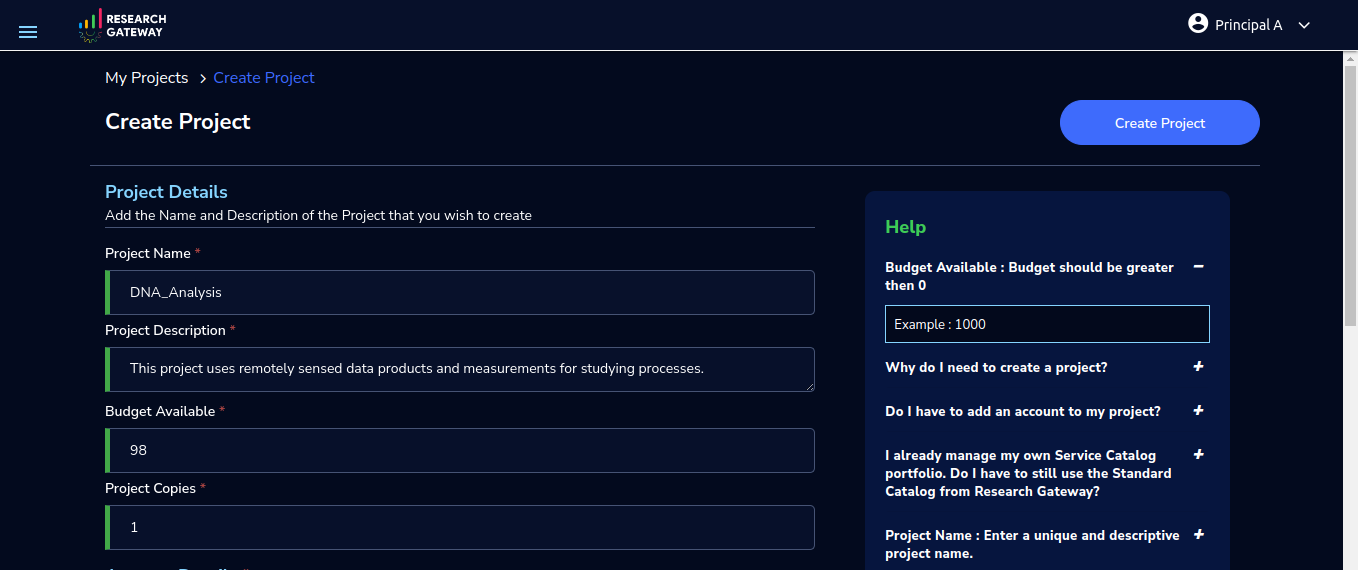 RESEARCH
GATEWAY
Principal A
My Projects > Create Project
Create Project
Create Project
Project Details
Add the Name and Description of the Project that you wish to create
Project Name *
DNA_Analysis
Project Description *
This project uses remotely sensed data products and measurements for studying processes.
Budget Available *
98
Project Copies *
1
Help
Budget Available : Budget should be greater
then 0
Example : 1000
Why do I need to create a project?
Do I have to add an account to my project?
I already manage my own Service Catalog
portfolio. Do I have to still use the Standard
Catalog from Research Gateway?
Project Name : Enter a unique and descriptive
project name.